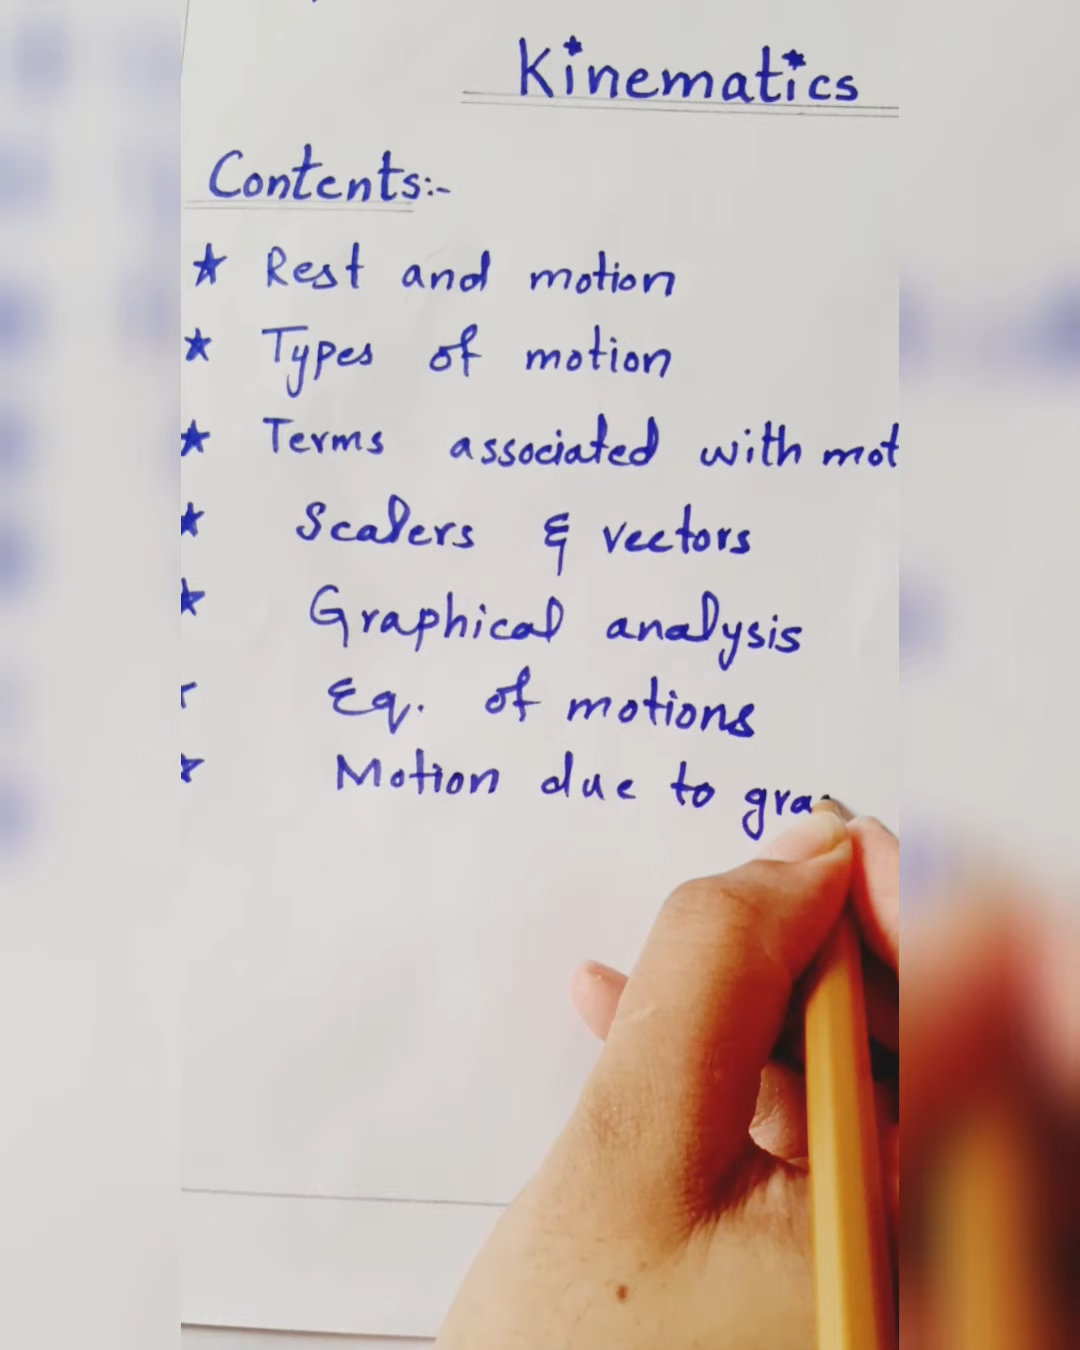 Kinematics
Contents:-
★ Rest and motion
★ Types of motion
★ Terms associated with mot
★ Scalers & vectors
★ Graphical analysis
★ Eq. of motions
★ Motion due to gra